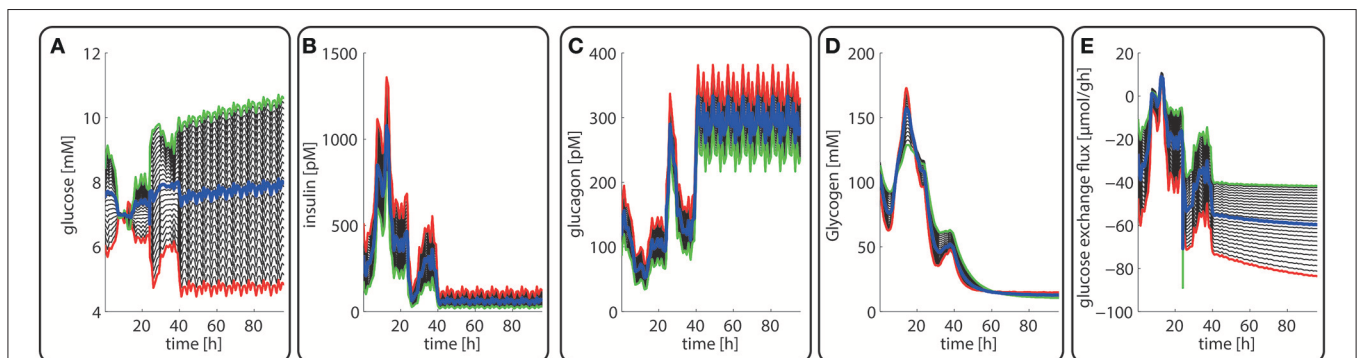 A
12
10
8
6
4
glucose [mM]
20 40 60 80
time [h]
B
1500
1000
500
0
insuliin [pM]
20 40 60 80
time [h]
C
400
300
200
100
0
glucagon [pM]
20 40 60 80
time [h]
D
200
150
100
50
0
Glycogen [mM]
20 40 60 80
time [h]
E
20
0
−20
−40
−60
−80
−100
glucose exchange flux [µmol/gh]
20 40 60 80
time [h]